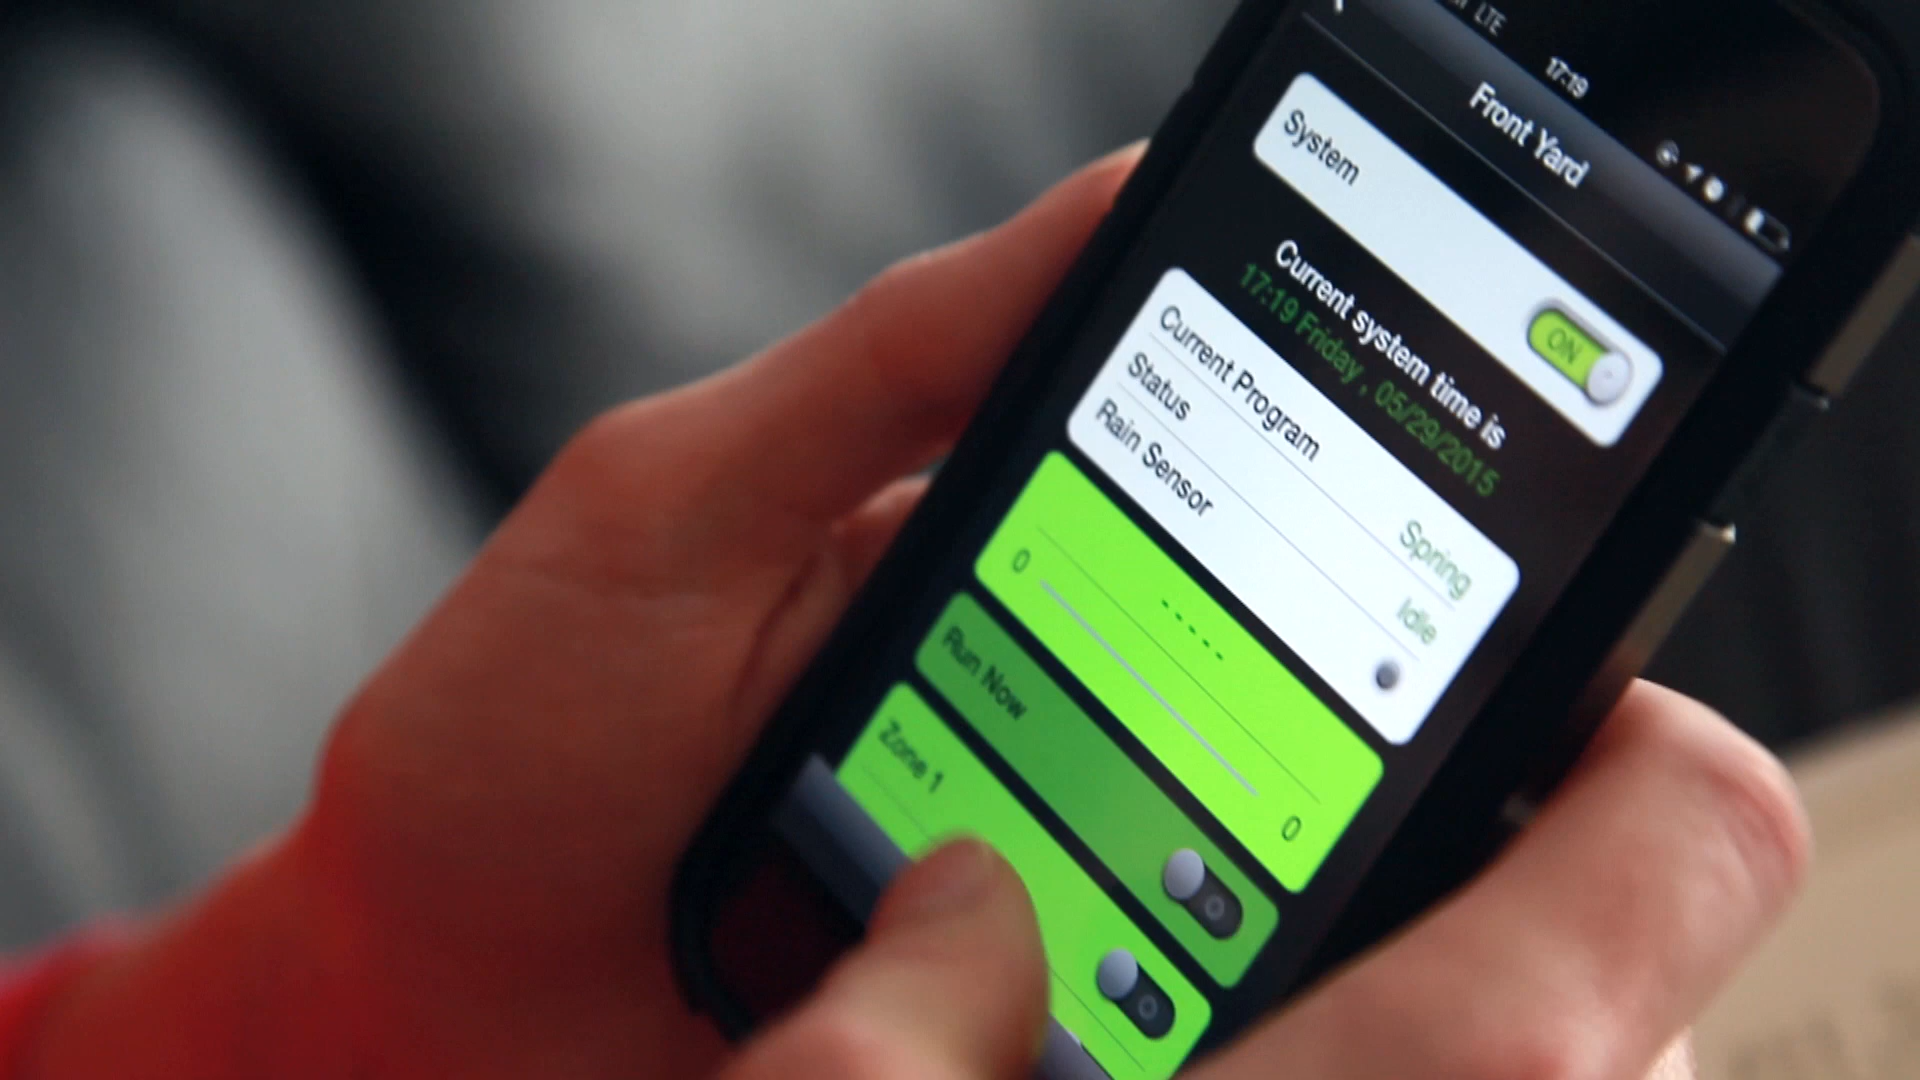 LTE
17:19
Front Yard
System
ON
Current system time is
17:19 Friday , 05/29/2015
Current Program Spring
Status Idle
Rain Sensor
-----
0 0
Run Now
Zone 1